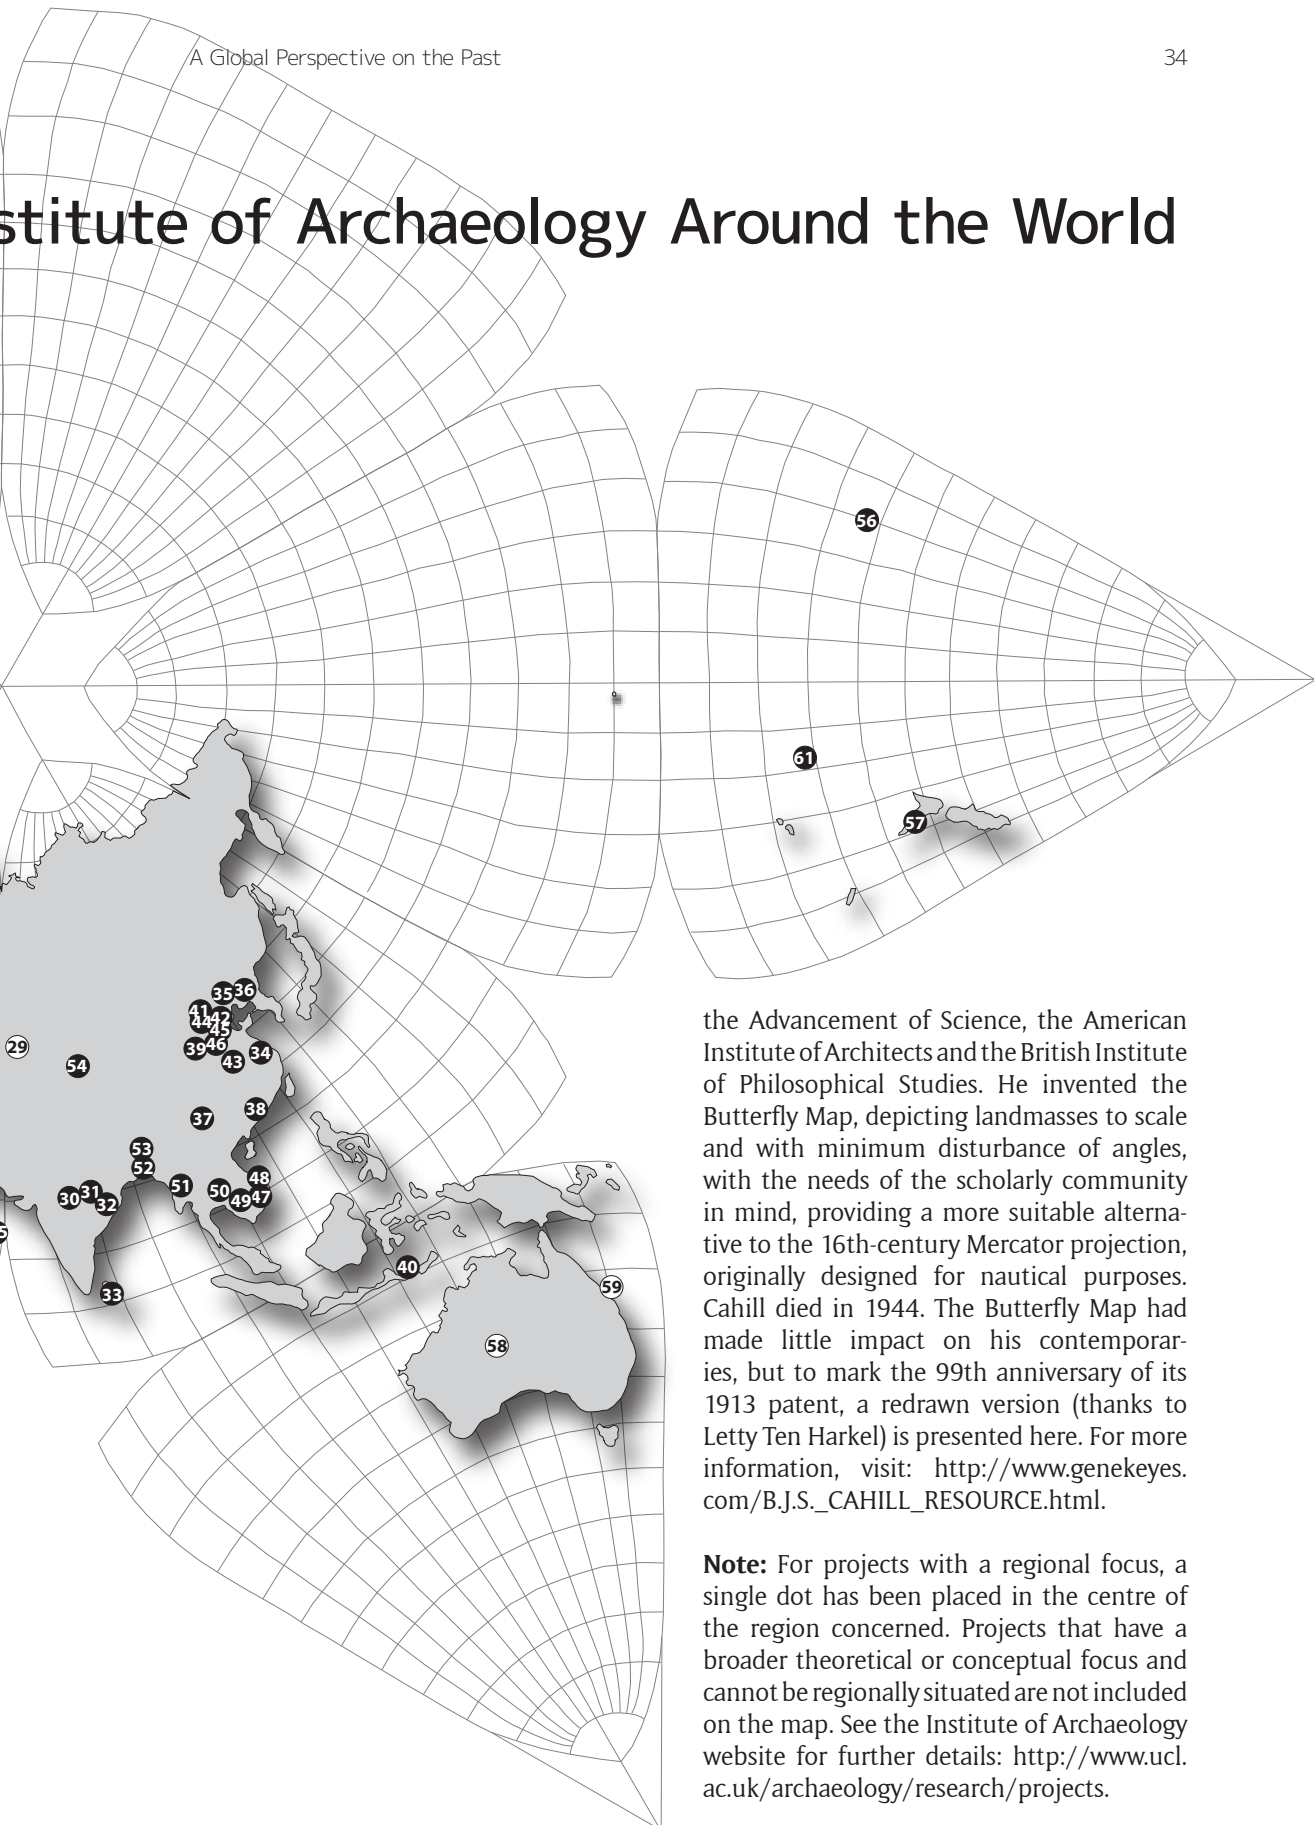 A Global Perspective on the Past 34
stitute of Archaeology Around the World
56
61
57
35 36
41 42
44
45
29
39 46
34
54
43
37
38
53
52
48
51
50
31
30
49 47
32
5
40
33
59
58
the Advancement of Science, the American
Institute of Architects and the British Institute
of Philosophical Studies. He invented the
Butterfly Map, depicting landmasses to scale
and with minimum disturbance of angles,
with the needs of the scholarly community
in mind, providing a more suitable alterna-
tive to the 16th-century Mercator projection,
originally designed for nautical purposes.
Cahill died in 1944. The Butterfly Map had
made little impact on his contemporar-
ies, but to mark the 99th anniversary of its
1913 patent, a redrawn version (thanks to
Letty Ten Harkel) is presented here. For more
information, visit: http://www.genekeyes.
com/B.J.S._CAHILL_RESOURCE.html.
Note: For projects with a regional focus, a
single dot has been placed in the centre of
the region concerned. Projects that have a
broader theoretical or conceptual focus and
cannot be regionally situated are not included
on the map. See the Institute of Archaeology
website for further details: http://www.ucl.
ac.uk/archaeology/research/projects.